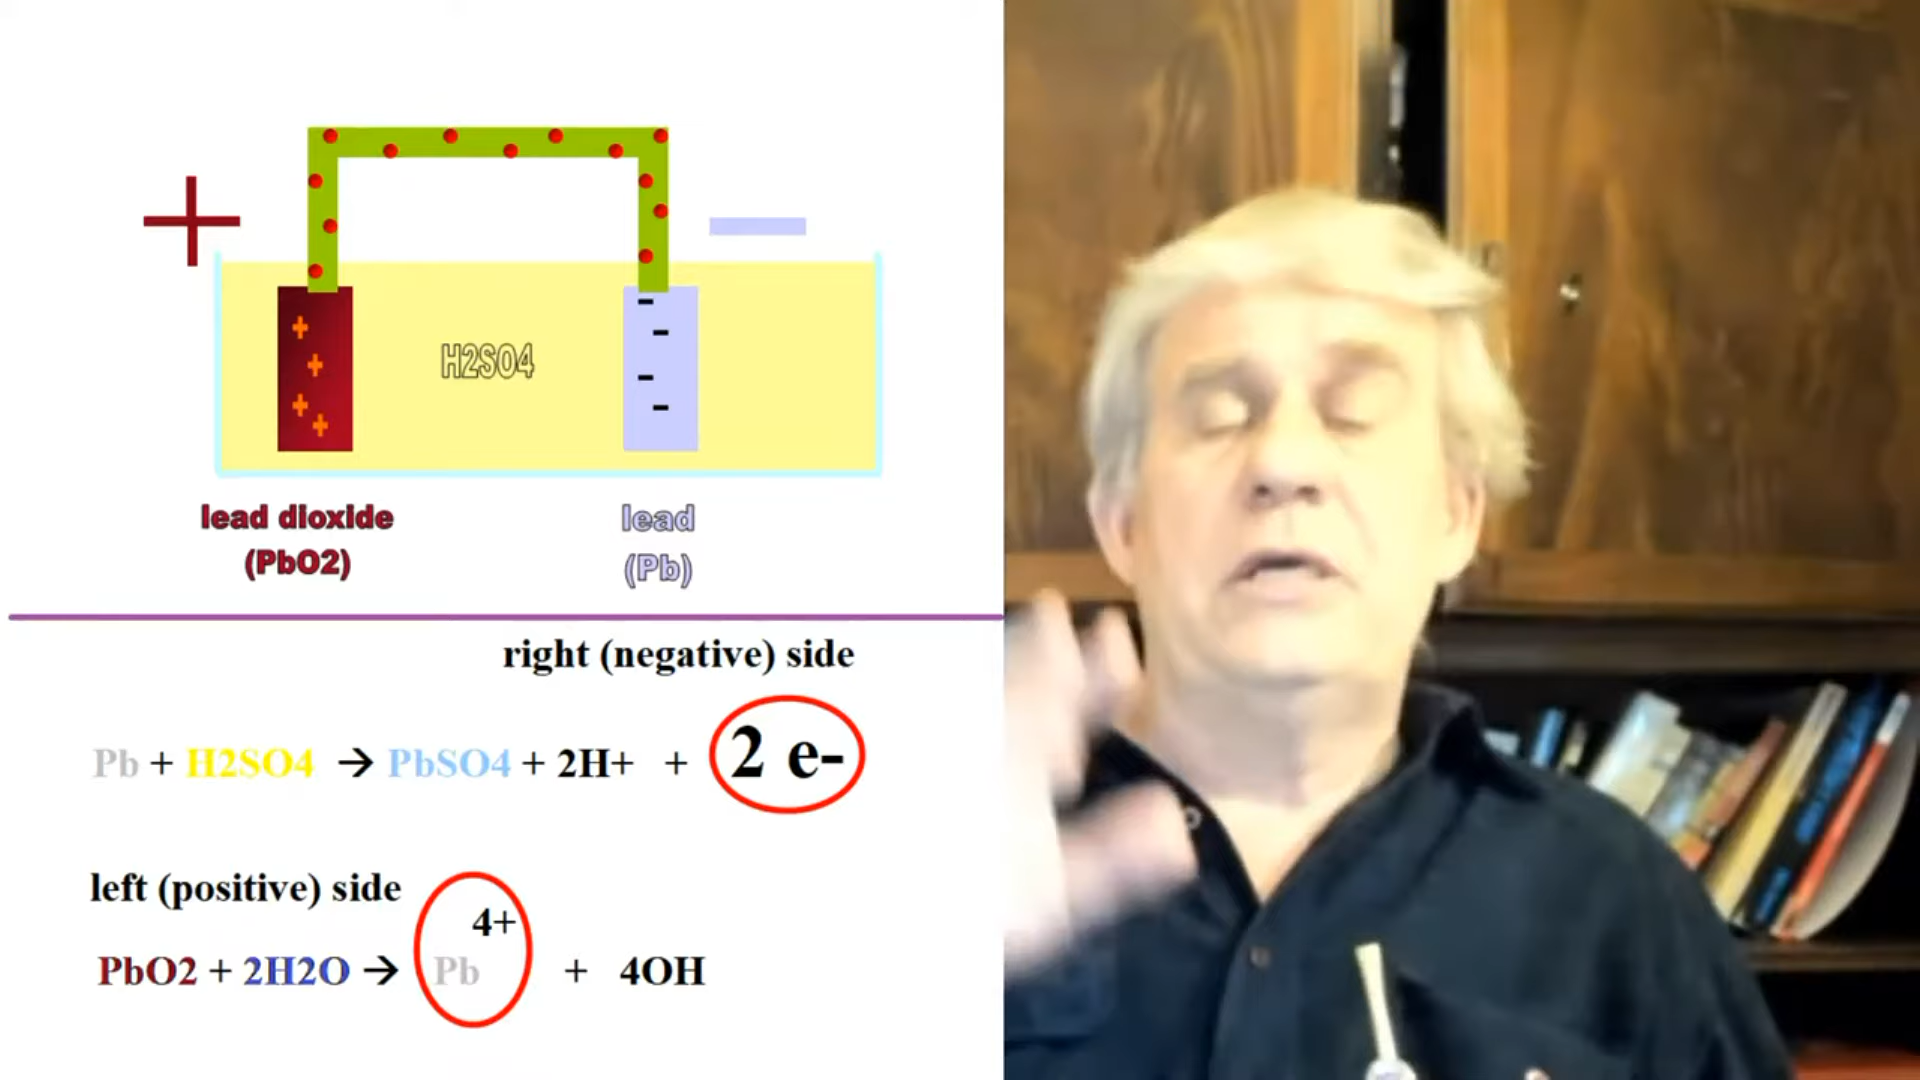 H2SO4
lead dioxide
(PbO2)
lead
(Pb)
right (negative) side
Pb + H2SO4 → PbSO4 + 2H+ + 2 e-
left (positive) side
4+
PbO2 + 2H2O → Pb + 4OH